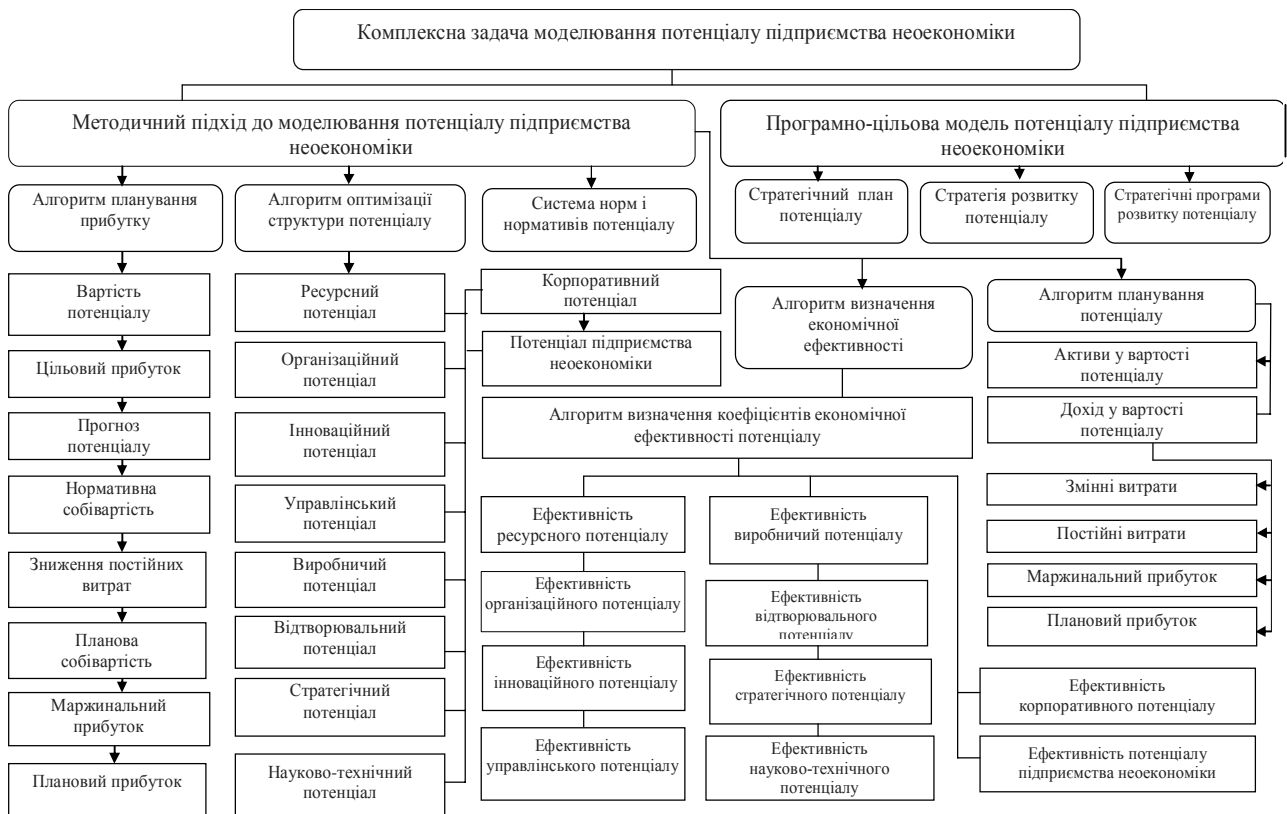 Комплексна задача моделювання потенціалу підприємства неоекономіки
Методичний підхід до моделювання потенціалу підприємства
неоекономіки
Програмно-цільова модель потенціалу підприємства
неоекономіки
Алгоритм планування
прибутку
Алгоритм оптимізації
структури потенціалу
Система норм і
нормативів потенціалу
Стратегічний план
потенціалу
Стратегія розвитку
потенціалу
Стратегічні програми
розвитку потенціалу
Вартість
потенціалу
Цільовий прибуток
Прогноз
потенціалу
Нормативна
собівартість
Зниження постійних
витрат
Планова
собівартість
Маржинальний
прибуток
Плановий прибуток
Ресурсний
потенціал
Організаційний
потенціал
Інноваційний
потенціал
Управлінський
потенціал
Виробничий
потенціал
Відтворювальний
потенціал
Стратегічний
потенціал
Науково-технічний
потенціал
Корпоративний
потенціал
Потенціал підприємства
неоекономіки
Алгоритм визначення
економічної
ефективності
Алгоритм планування
потенціалу
Активи у вартості
потенціалу
Дохід у вартості
потенціалу
Змінні витрати
Постійні витрати
Маржинальний прибуток
Плановий прибуток
Алгоритм визначення коефіцієнтів економічної
ефективності потенціалу
Ефективність
ресурсного потенціалу
Ефективність
організаційного потенціалу
Ефективність
інноваційного потенціалу
Ефективність
управлінського потенціалу
Ефективність
виробничий потенціалу
Ефективність
відтворювального
потенціалу
Ефективність
стратегічного потенціалу
Ефективність
науково-технічного
потенціалу
Ефективність
корпоративного потенціалу
Ефективність потенціалу
підприємства неоекономіки